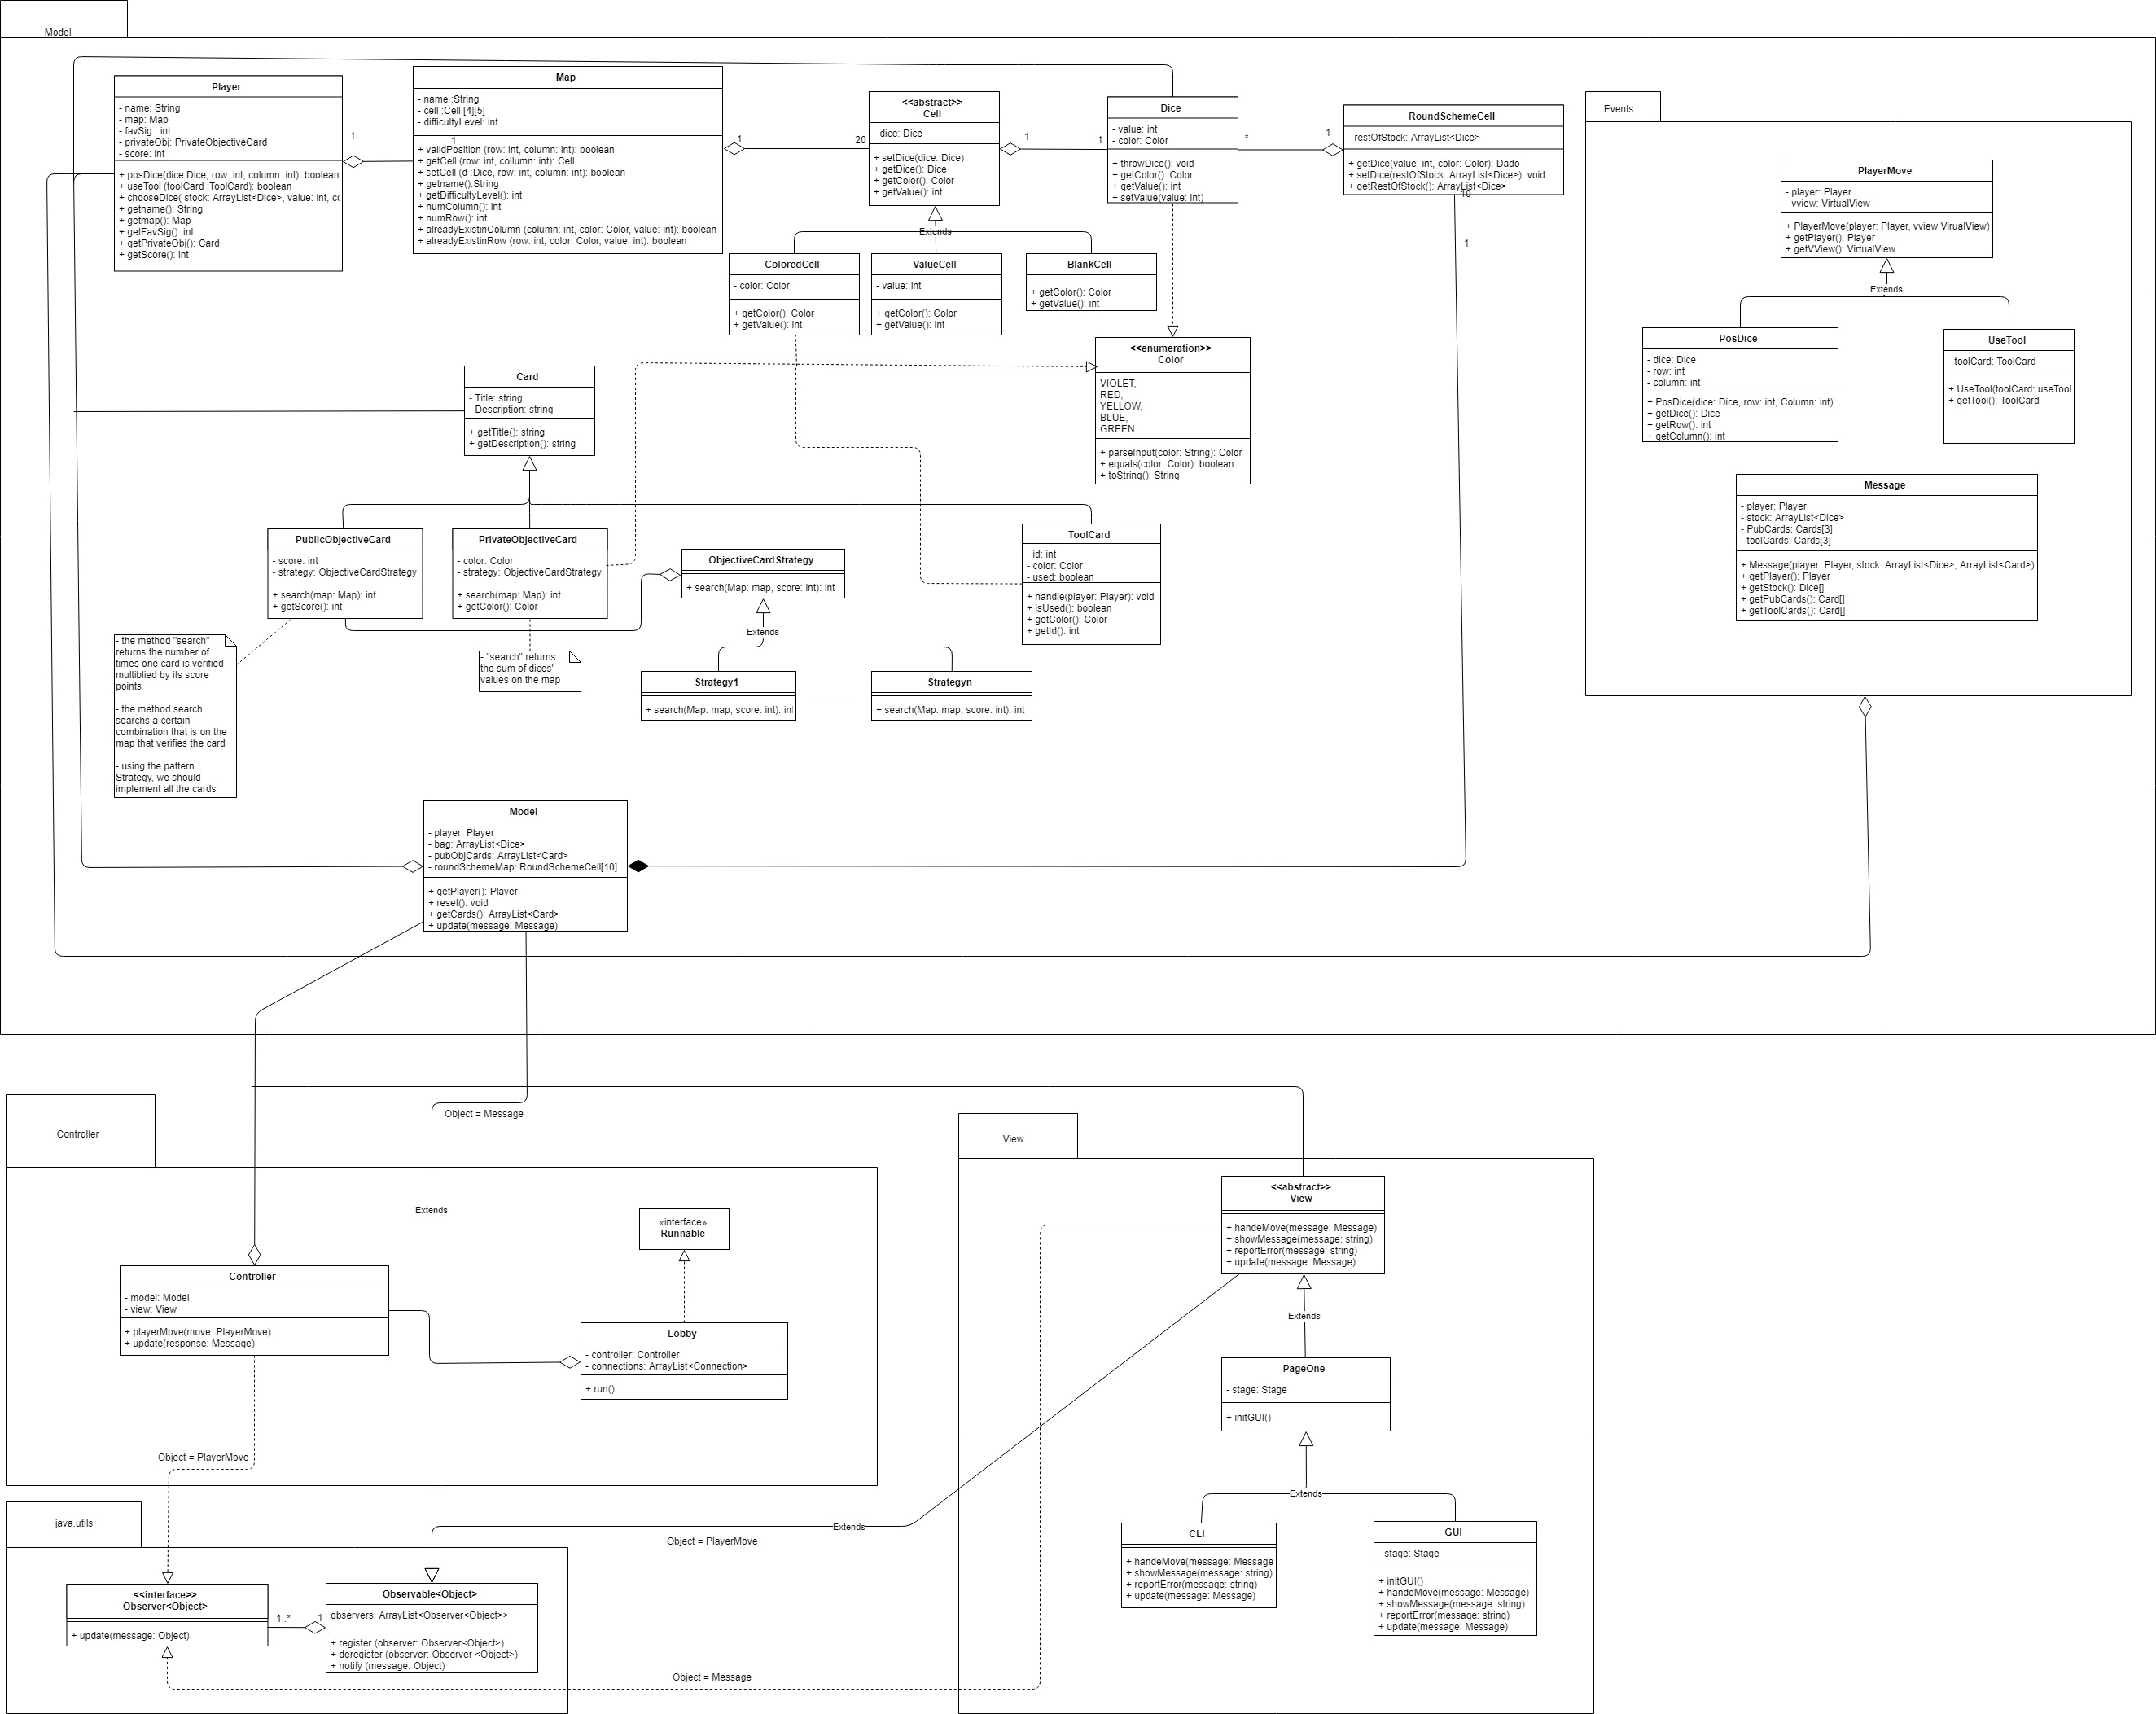 Model
Player
- name: String
- map: Map
- favSig : int
- privateObj: PrivateObjectiveCard
- score: int
+ posDice(dice:Dice, row: int, column: int): boolean
+ useTool (toolCard :ToolCard): boolean
+ chooseDice( stock: ArrayList<Dice>, value: int, cc
+ getname(): String
+ getmap(): Map
+ getFavSig(): int
+ getPrivateObj(): Card
+ getScore(): int
1
1
Map
- name :String
- cell :Cell [4][5]
- difficultyLevel: int
+ validPosition (row: int, column: int): boolean
+ getCell (row: int, collumn: int): Cell
+ setCell (d :Dice, row: int, column: int): boolean
+ getname():String
+ getDifficultyLevel(): int
+ numColumn(): int
+ numRow(): int
+ alreadyExistinColumn (column: int, color: Color, value: int): boolean
+ alreadyExistinRow (row: int, color: Color, value: int): boolean
1
20
<<abstract>>
Cell
- dice: Dice
+ setDice(dice: Dice)
+ getDice(): Dice
+ getColor(): Color
+ getValue(): int
1
1
Dice
- value: int
- color: Color
+ throwDice(): void
+ getColor(): Color
+ getValue(): int
+ setValue(value: int)
*
1
RoundSchemeCell
- restOfStock: ArrayList<Dice>
+ getDice(value: int, color: Color): Dado
+ setDice(restOfStock: ArrayList<Dice>): void
+ getRestOfStock(): ArrayList<Dice>
10
1
Extends
ColoredCell
- color: Color
+ getColor(): Color
+ getValue(): int
ValueCell
- value: int
+ getColor(): Color
+ getValue(): int
BlankCell
+ getColor(): Color
+ getValue(): int
<<enumeration>>
Color
VIOLET,
RED,
YELLOW,
BLUE,
GREEN
+ parseInput(color: String): Color
+ equals(color: Color): boolean
+ toString(): String
Events
PlayerMove
- player: Player
- vview: VirtualView
+ PlayerMove(player: Player, vview VirualView)
+ getPlayer(): Player
+ getVView(): VirtualView
Extends
PosDice
- dice: Dice
- row: int
- column: int
+ PosDice(dice: Dice, row: int, Column: int)
+ getDice(): Dice
+ getRow(): int
+ getColumn(): int
UseTool
- toolCard: ToolCard
+ UseTool(toolCard: useTool
+ getTool(): ToolCard
Message
- player: Player
- stock: ArrayList<Dice>
- PubCards: Cards[3]
- toolCards: Cards[3]
+ Message(player: Player, stock: ArrayList<Dice>, ArrayList<Card>)
+ getPlayer(): Player
+ getStock(): Dice[]
+ getPubCards(): Card[]
+ getToolCards(): Card[]
Card
- Title: string
- Description: string
+ getTitle(): string
+ getDescription(): string
PublicObjectiveCard
- score: int
- strategy: ObjectiveCardStrategy
+ search(map: Map): int
+ getScore(): int
PrivateObjectiveCard
- color: Color
- strategy: ObjectiveCardStrategy
+ search(map: Map): int
+ getColor: Color
ObjectiveCardStrategy
+ search(Map: map, score: int): int
Extends
ToolCard
- id: int
- color: Color
- used: boolean
+ handle(player: Player): void
+ isUsed(): boolean
+ getColor(): Color
+ getId(): int
- the method "search"
returns the number of
times one card is verified
multiblied by its score
points
- the method search
searchs a certain
combination that is on the
map that verifies the card
- using the pattern
Strategy, we should
implement all the cards
- "search" returns
the sum of dices'
values on the map
Strategy1
+ search(Map: map, score: int): int
.............
Strategyn
+ search(Map: map, score: int): int
Model
- player: Player
- bag: ArrayList<Dice>
- pubObjCards: ArrayList<Card>
- roundSchemeMap: RoundSchemeCell[10]
+ getPlayer(): Player
+ reset(): void
+ getCards(): ArrayList<Card>
+ update(message: Message)
Object = Message
Controller
Extends
«interface»
Runnable
Controller
- model: Model
- view: View
+ playerMove(move: PlayerMove)
+ update(response: Message)
Lobby
- controller: Controller
- connections: ArrayList<Connection>
+ run()
Object = PlayerMove
View
<<abstract>>
View
+ handeMove(message: Message)
+ showMessage(message: string)
+ reportError(message: string)
+ update(message: Message)
Extends
PageOne
- stage: Stage
+ initGUI()
Extends
CLI
+ handeMove(message: Message
+ showMessage(message: string)
+ reportError(message: string)
+ update(message: Message)
GUI
- stage: Stage
+ initGUI()
+ handeMove(message: Message)
+ showMessage(message: string)
+ reportError(message: string)
+ update(message: Message)
java.utils
Extends
Object = PlayerMove
<<interface>>
Observer<Object>
+ update(message: Object)
1..*
1
Observable<Object>
observers: ArrayList<Observer<Object>>
+ register (observer: Observer<Object>)
+ deregister (observer: Observer <Object>)
+ notify (message: Object)
Object = Message